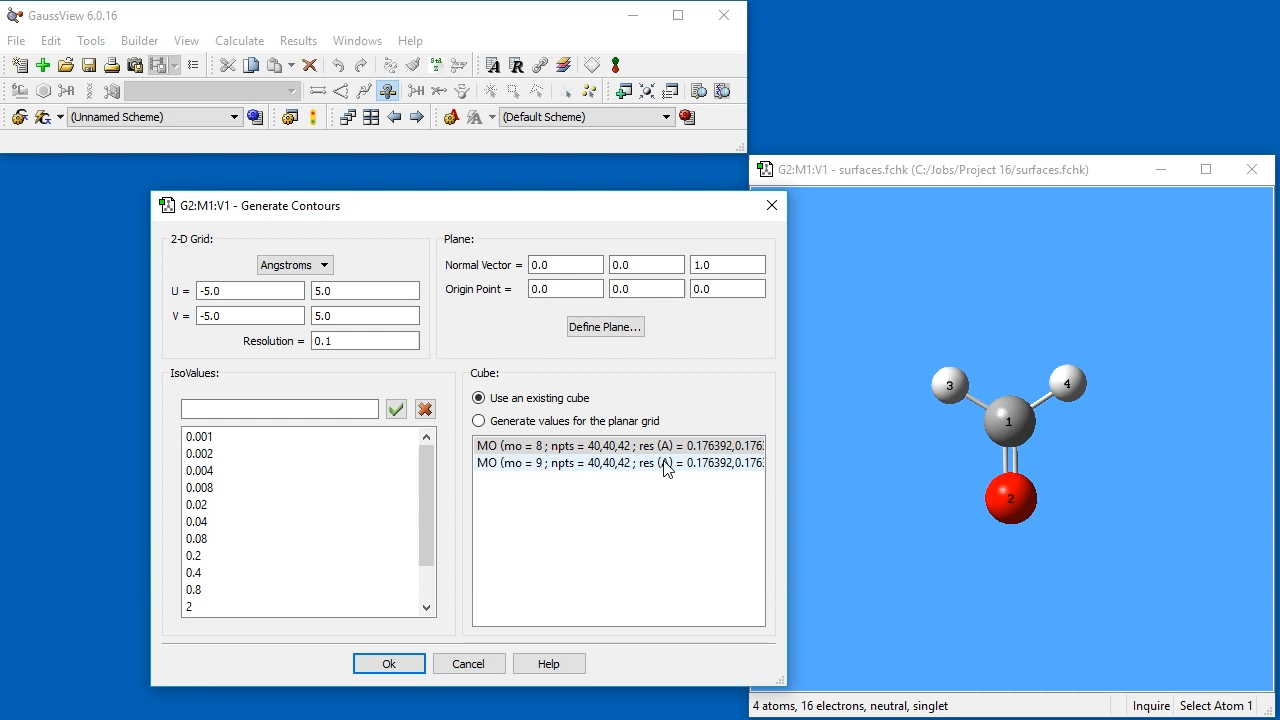 GaussView 6.0.16
File Edit Tools Builder View Calculate Results Windows Help
(Unnamed Scheme) (Default Scheme)
G2:M1:V1 - surfaces.fchk (C:/Jobs/Project 16/surfaces.fchk)
G2:M1:V1 - Generate Contours
2-D Grid:
Angstroms
U = -5.0 5.0
V = -5.0 5.0
Resolution = 0.1
Plane:
Normal Vector = 0.0 0.0 1.0
Origin Point = 0.0 0.0 0.0
Define Plane...
IsoValues:
0.001
0.002
0.004
0.008
0.02
0.04
0.08
0.2
0.4
0.8
2
Cube:
Use an existing cube
Generate values for the planar grid
MO (mo = 8 ; npts = 40,40,42 ; res (A) = 0.176392,0.176
MO (mo = 9 ; npts = 40,40,42 ; res (A) = 0.176392,0.176
Ok Cancel Help
3 4
1
2
4 atoms, 16 electrons, neutral, singlet Inquire Select Atom 1